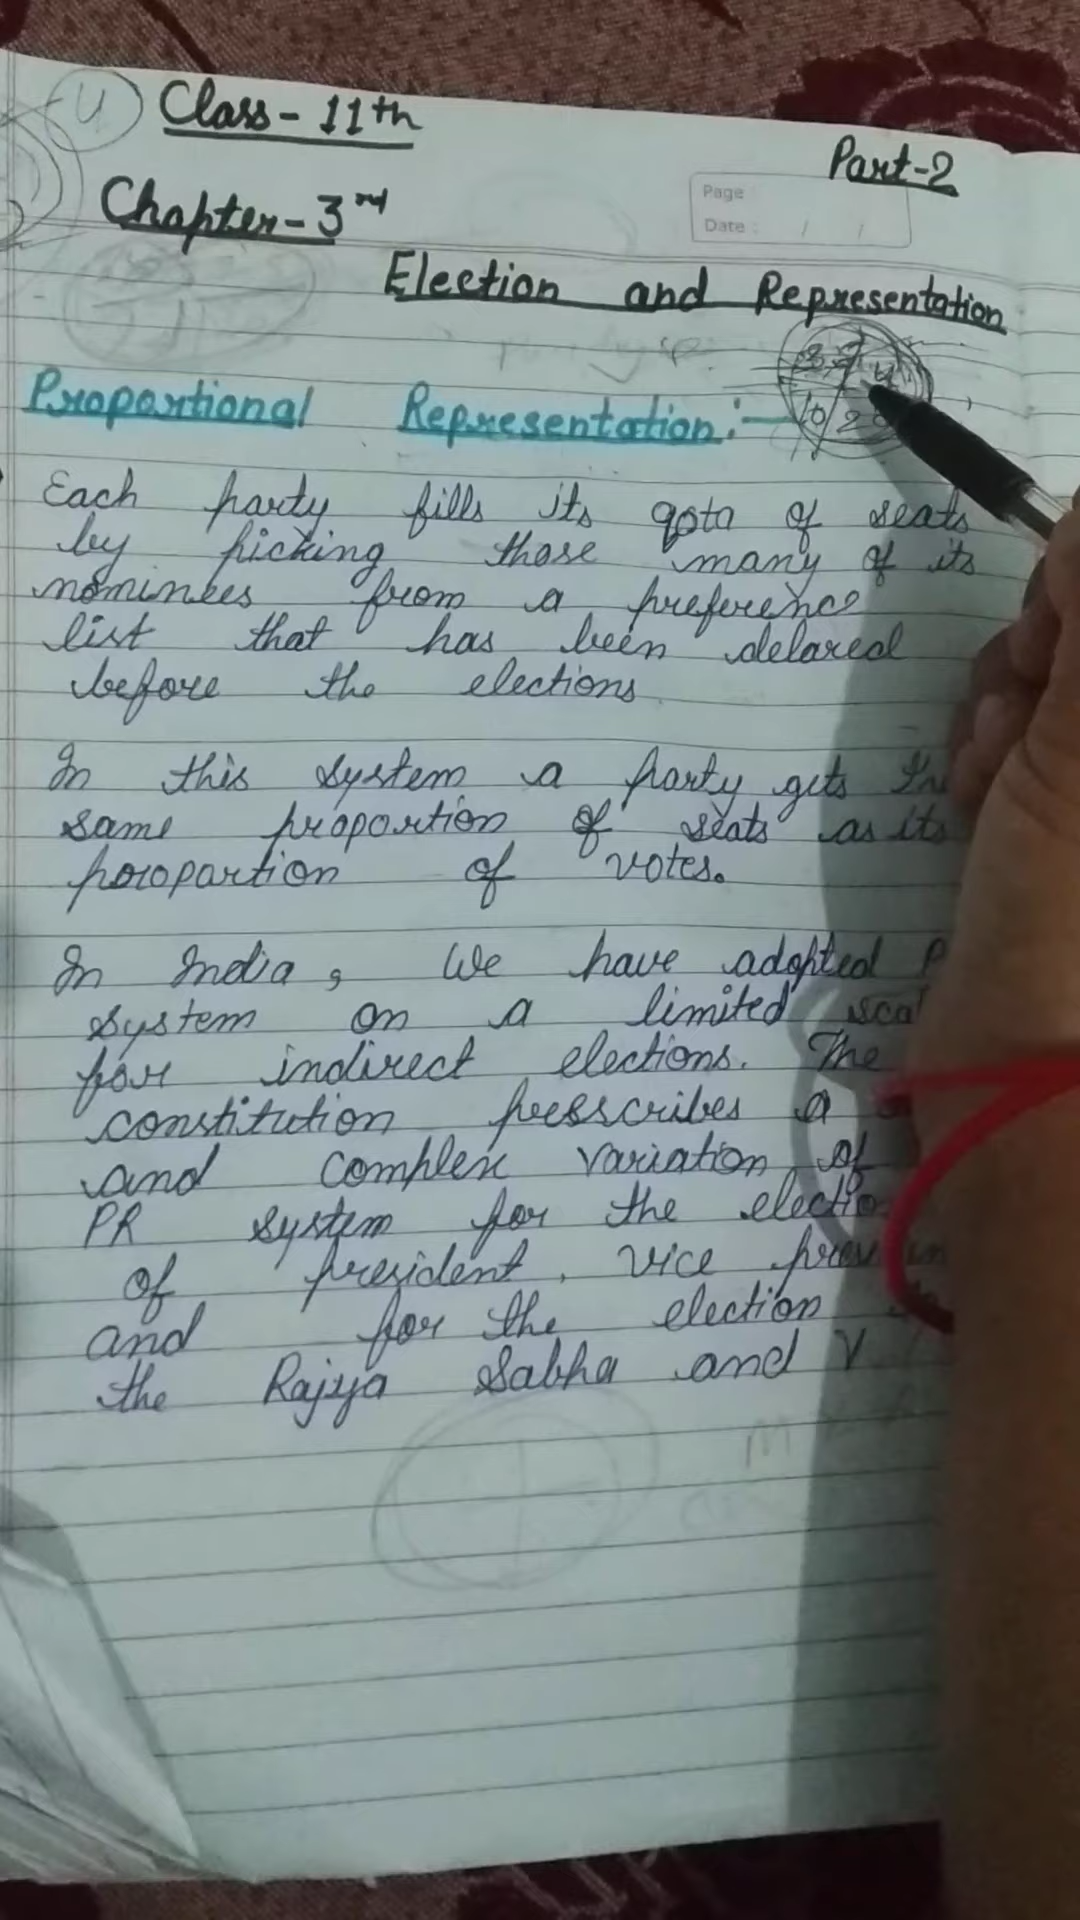 Class - 11th
Part-2
Page
Date : / /
Chapter - 3rd
Election and Representation
Proportional Representation :-
Each party fills its qota of seats
by picking those many of its
nominees from a preference
list that has been delared
before the elections
In this system a party gets
same proportion of seats as its
poropartion of votes.
In India, We have adopted P
system on a limited
for indirect elections. The
constitution presscribes a
and complex variation of
PR system for the
of president, vice
and for the election
the Rajya Sabha and V